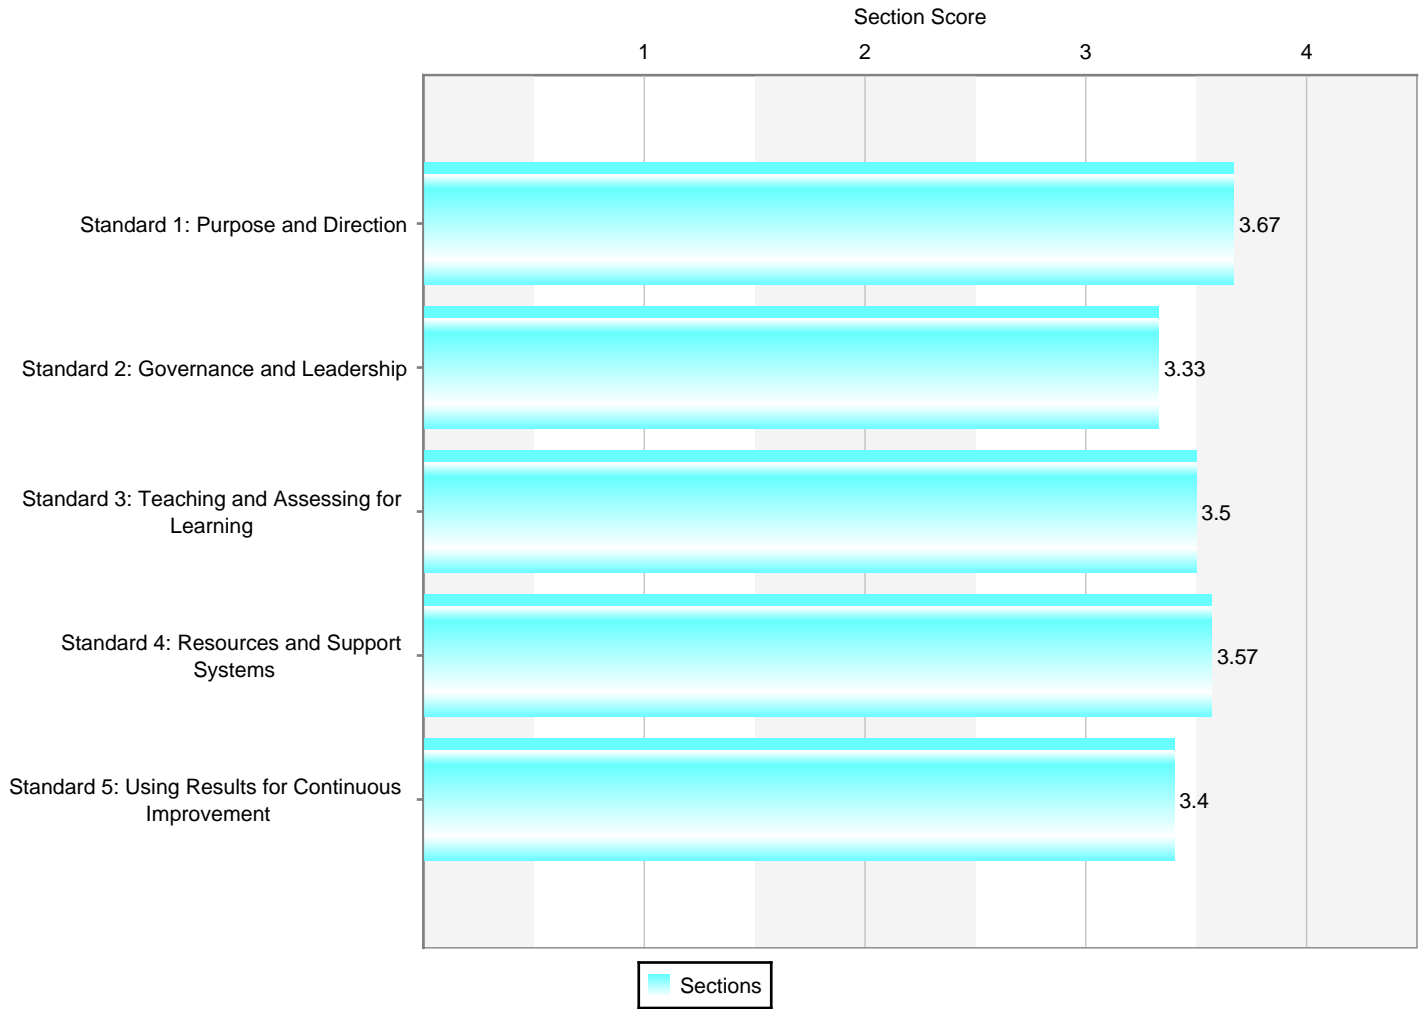 Section Score
1 2 3 4
Standard 1: Purpose and Direction
3.67
Standard 2: Governance and Leadership
3.33
Standard 3: Teaching and Assessing for
Learning
3.5
Standard 4: Resources and Support
Systems
3.57
Standard 5: Using Results for Continuous
Improvement
3.4
Sections